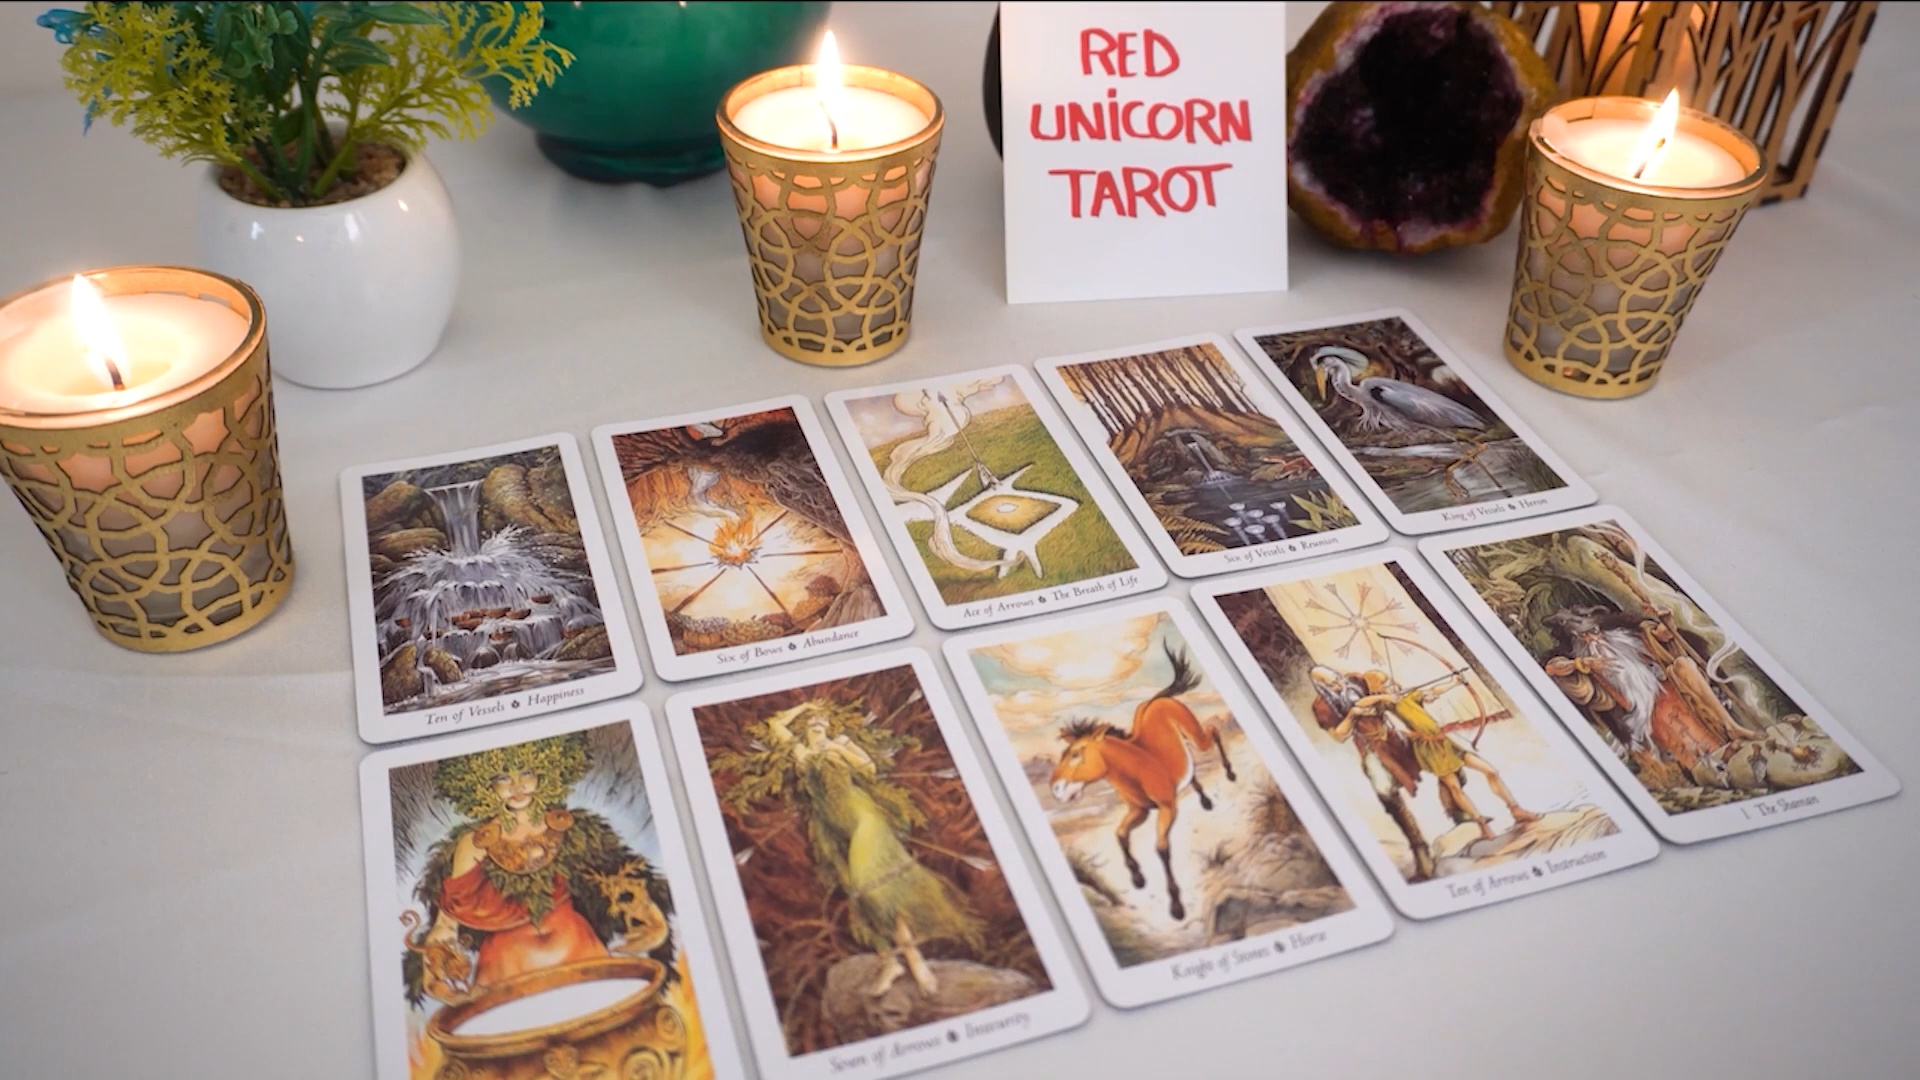 RED
UNiCORN
TAROT
King of Vessels Heron
Six of Vessels Reunion
Ace of Arrows The Breath of Life
Six of Bows Abundance
Ten of Vessels Happiness
1 The Shaman
Ten of Arrows Instruction
Knight of Stones Horse
Seven of Arrows Insecurity